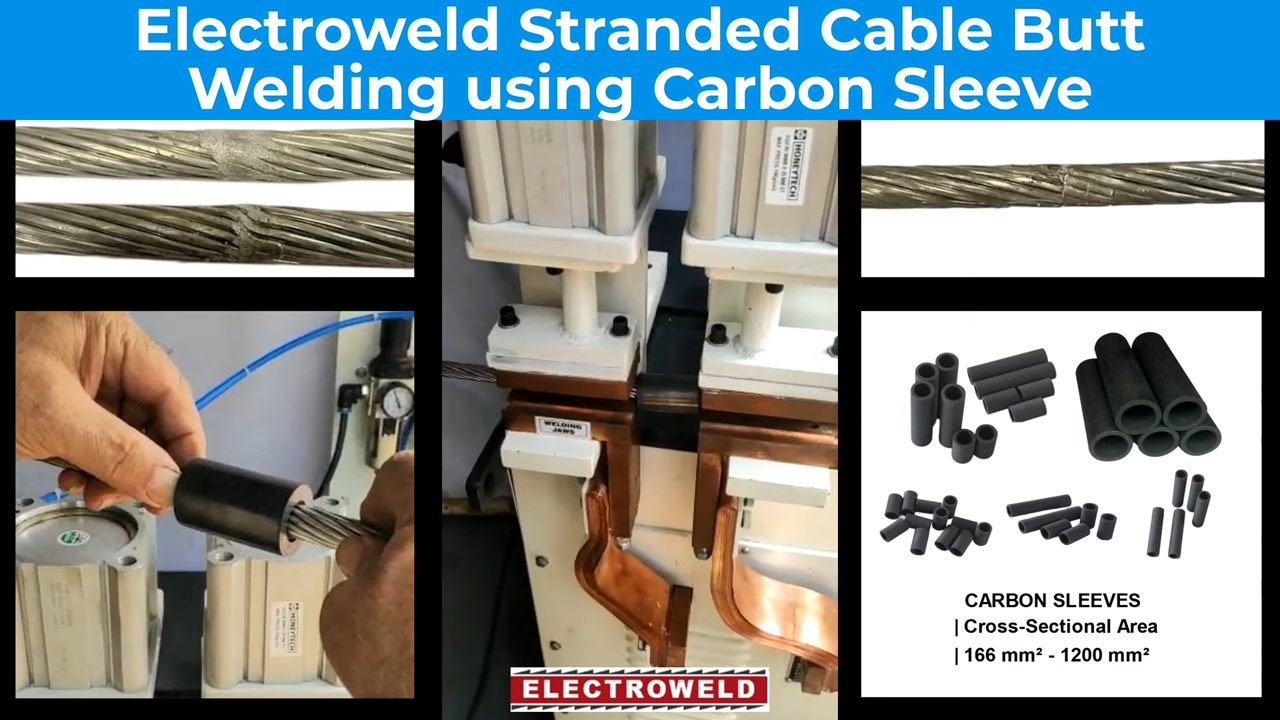 Electroweld Stranded Cable Butt
Welding using Carbon Sleeve
HONEYTECH
WELDING
JAWS
HONEYTECH
CARBON SLEEVES
| Cross-Sectional Area
| 166 mm² - 1200 mm²
ELECTROWELD